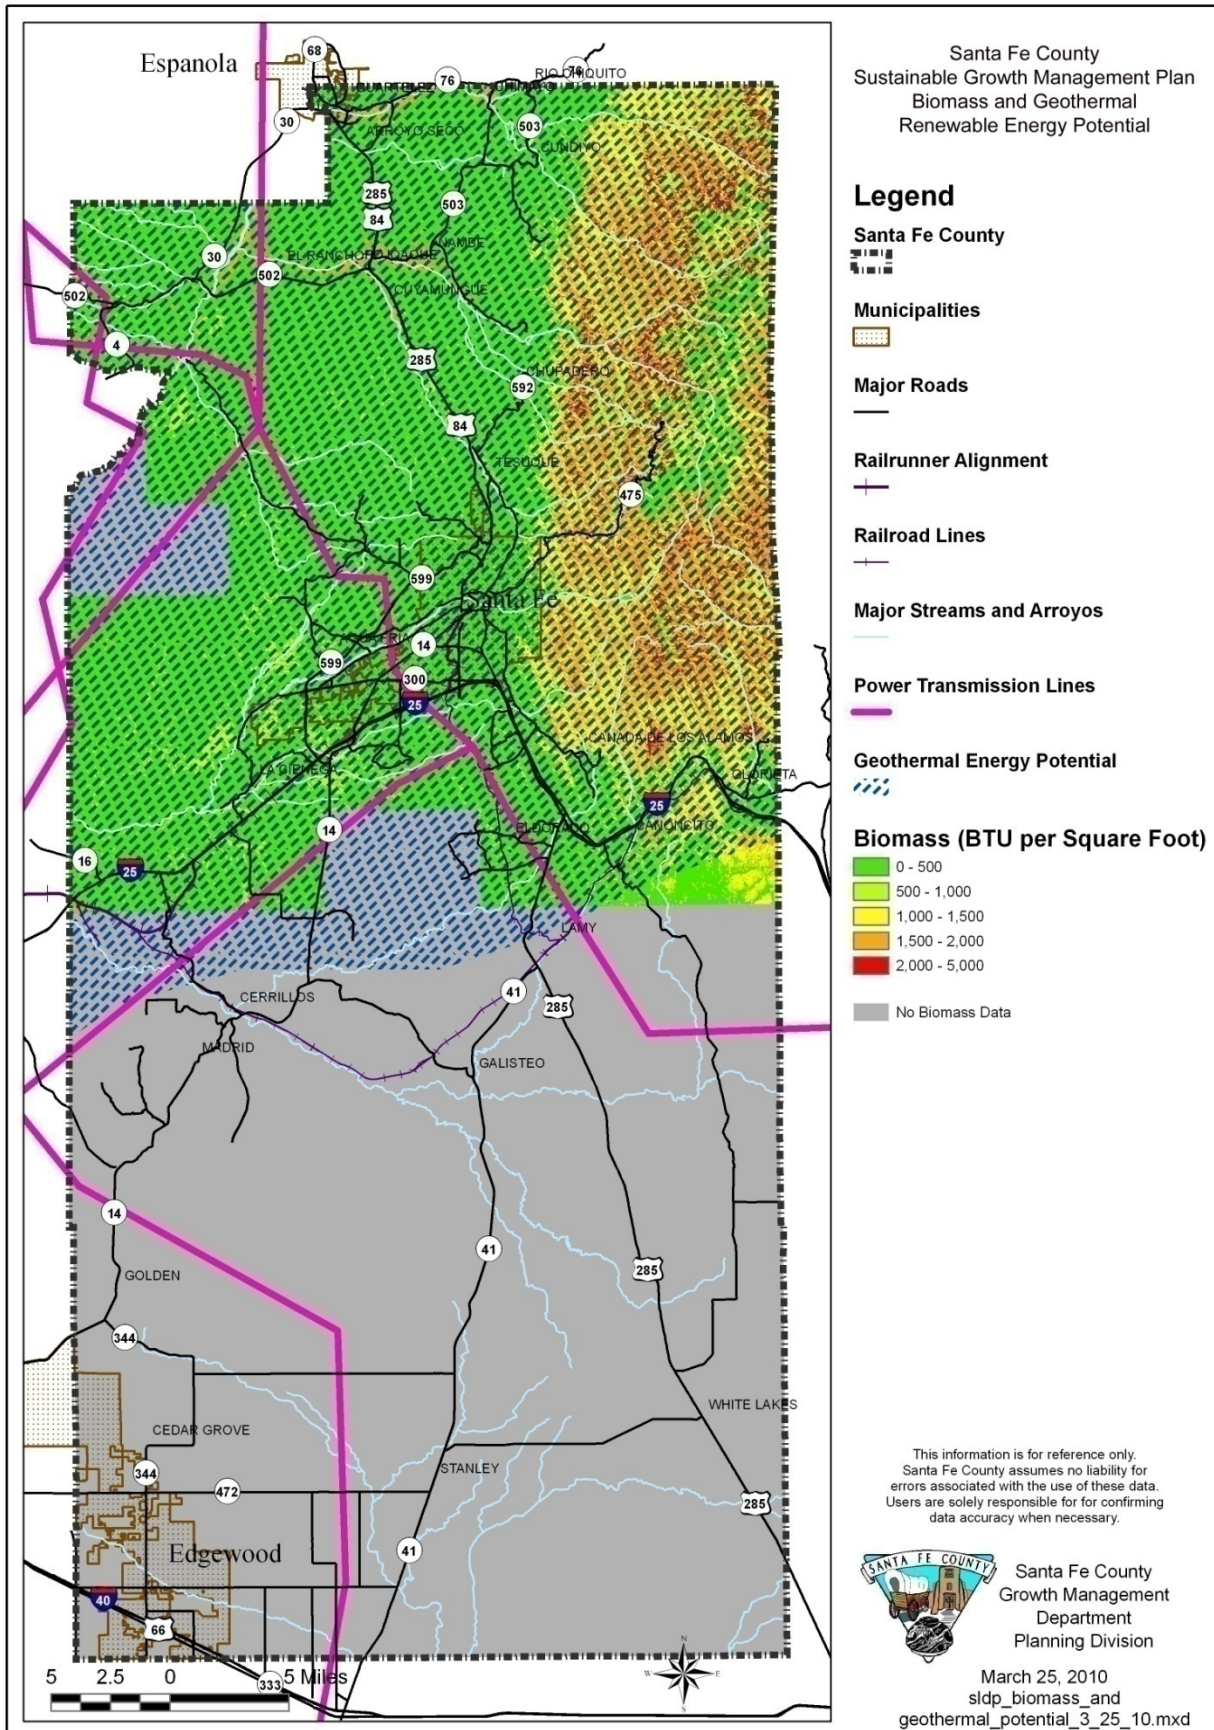 Santa Fe County
Sustainable Growth Management Plan
Biomass and Geothermal
Renewable Energy Potential
Legend
Santa Fe County
Municipalities
Major Roads
Railrunner Alignment
Railroad Lines
Major Streams and Arroyos
Power Transmission Lines
Geothermal Energy Potential
Biomass (BTU per Square Foot)
0 - 500
500 - 1,000
1,000 - 1,500
1,500 - 2,000
2,000 - 5,000
No Biomass Data
Espanola
68
76
RIO CHIQUITO
76
30
503
ARROYO SECO
CUNDIYO
285
84
503
NAMBE
30
EL RANCHO
POJOAQUE
502
502
CUYAMUNGUE
4
285
CHUPADERO
592
84
TESUQUE
475
599
Santa Fe
AGUA FRIA
14
599
300
25
CANADA DE LOS ALAMOS
LA CIENEGA
GLORIETA
25
14
ELDORADO
CANONCITO
16
25
LAMY
CERRILLOS
41
285
MADRID
GALISTEO
14
41
285
GOLDEN
344
WHITE LAKES
CEDAR GROVE
344
STANLEY
472
285
Edgewood
41
40
66
333
5 2.5 0 5 Miles
N
W E
S
This information is for reference only.
Santa Fe County assumes no liability for
errors associated with the use of these data.
Users are solely responsible for for confirming
data accuracy when necessary.
SANTA FE COUNTY
Santa Fe County
Growth Management
Department
Planning Division
March 25, 2010
sldp_biomass_and
geothermal_potential_3_25_10.mxd